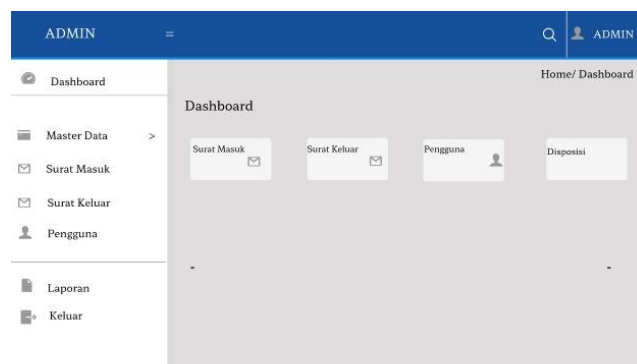 ADMIN
ADMIN
Dashboard
Home/ Dashboard
Dashboard
Master Data >
Surat Masuk
Surat Keluar
Pengguna
Laporan
Keluar
Surat Masuk
Surat Keluar
Pengguna
Disposisi
- -